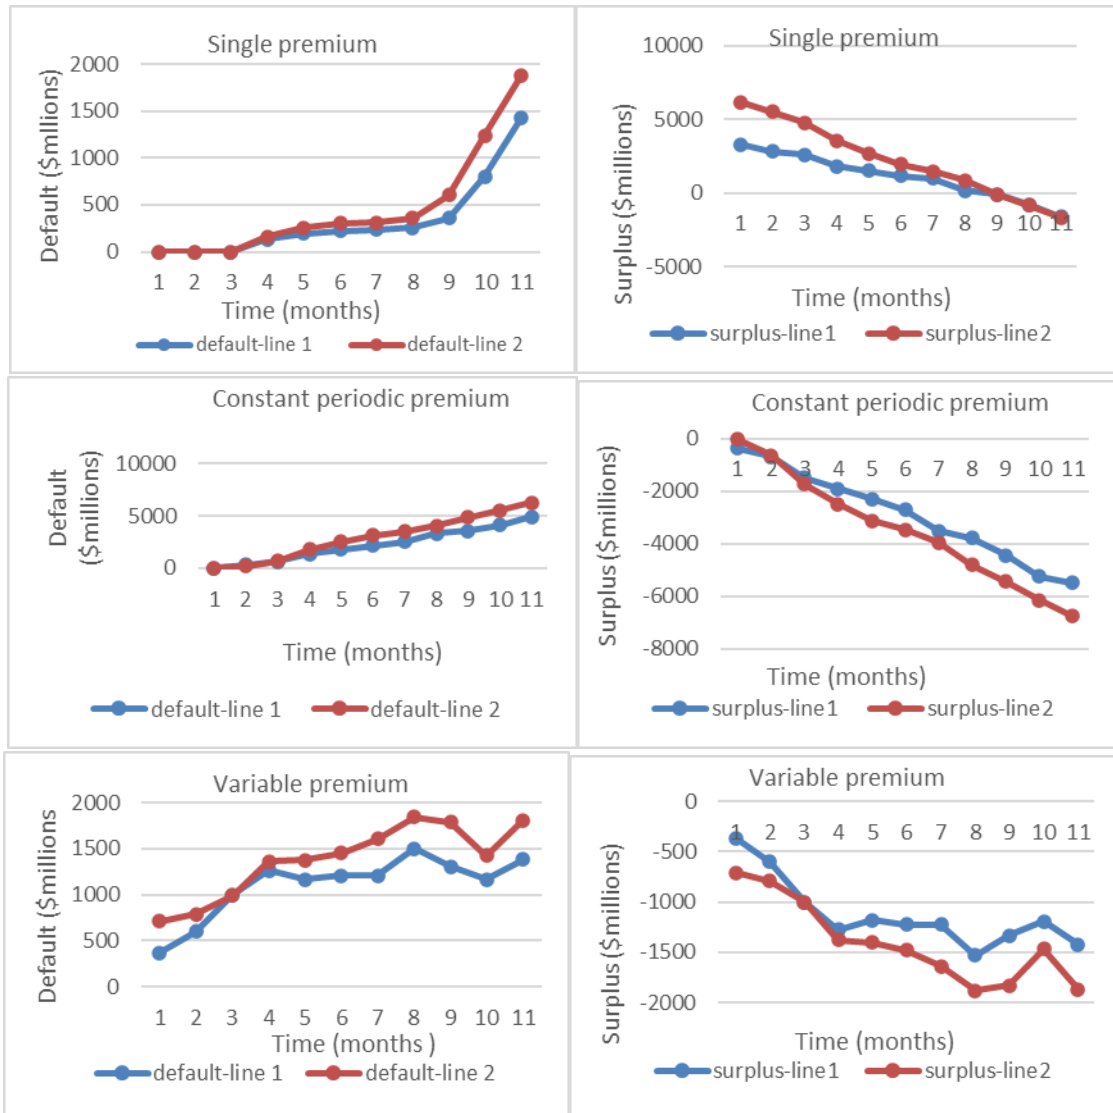 Single premium
Default ($mllions)
2000
1500
1000
500
0
1 2 3 4 5 6 7 8 9 10 11
Time (months)
default-line 1 default-line 2
Single premium
Surplus ($millions)
10000
5000
0
-5000
1 2 3 4 5 6 7 8 9 10 11
Time (months)
surplus-line1 surplus-line2
Constant periodic premium
Default
($millions)
10000
5000
0
1 2 3 4 5 6 7 8 9 10 11
Time (months)
default-line 1 default-line 2
Constant periodic premium
Surplus ($millions)
0
-2000
-4000
-6000
-8000
1 2 3 4 5 6 7 8 9 10 11
Time (months)
surplus-line1 surplus-line2
Variable premium
Default ($millions
2000
1500
1000
500
0
1 2 3 4 5 6 7 8 9 10 11
Time (months )
default-line 1 default-line 2
Variable premium
Surplus ($millions)
0
-500
-1000
-1500
-2000
1 2 3 4 5 6 7 8 9 10 11
Time (months)
surplus-line1 surplus-line2